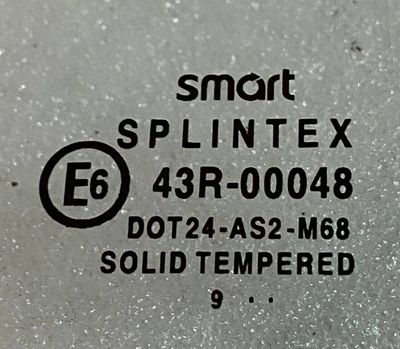 smart
SPLINTEX
E6 43R-00048
DOT24-AS2-M68
SOLID TEMPERED
9 . .